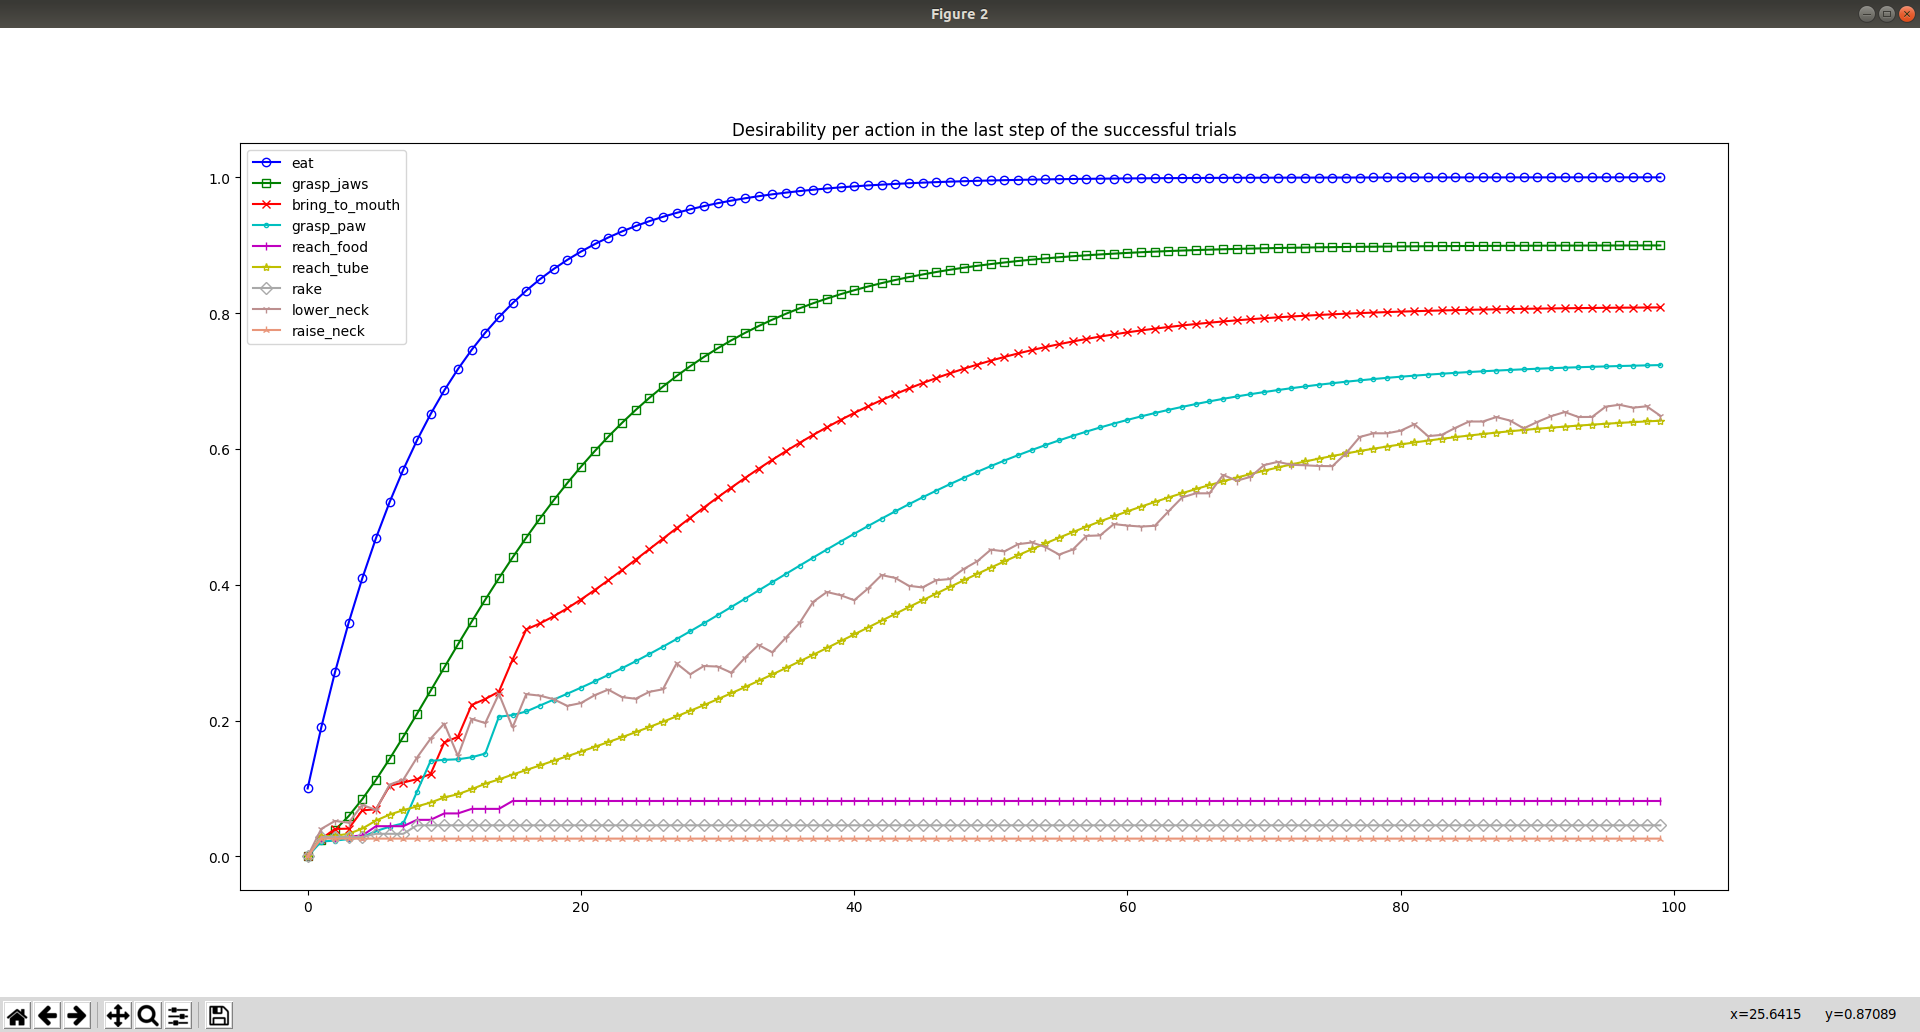 Figure 2
Desirability per action in the last step of the successful trials
eat
grasp_jaws
bring_to_mouth
grasp_paw
reach_food
reach_tube
rake
lower_neck
raise_neck
1.0
0.8
0.6
0.4
0.2
0.0
0 20 40 60 80 100
x=25.6415 y=0.87089